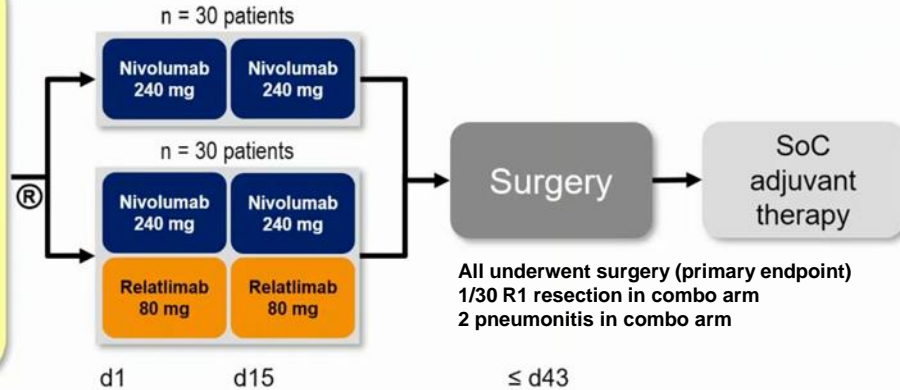 n = 30 patients
Nivolumab
240 mg
Nivolumab
240 mg
n = 30 patients
®
Nivolumab
240 mg
Nivolumab
240 mg
Relatlimab
80 mg
Relatlimab
80 mg
Surgery
SoC
adjuvant
therapy
All underwent surgery (primary endpoint)
1/30 R1 resection in combo arm
2 pneumonitis in combo arm
d1
d15
≤ d43